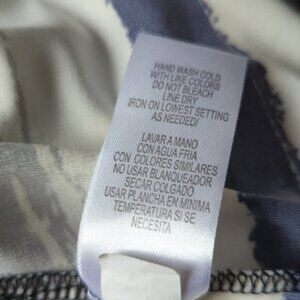 HAND WASH COLD
WITH LIKE COLORS
DO NOT BLEACH
LINE DRY
IRON ON LOWEST SETTING
AS NEEDED/
LAVAR A MANO
CON AGUA FRIA
CON COLORES SIMILARES
NO USAR BLANQUEADOR
SECAR COLGADO
USAR PLANCHA EN MINIMA
TEMPERATURA SI SE
NECESITA